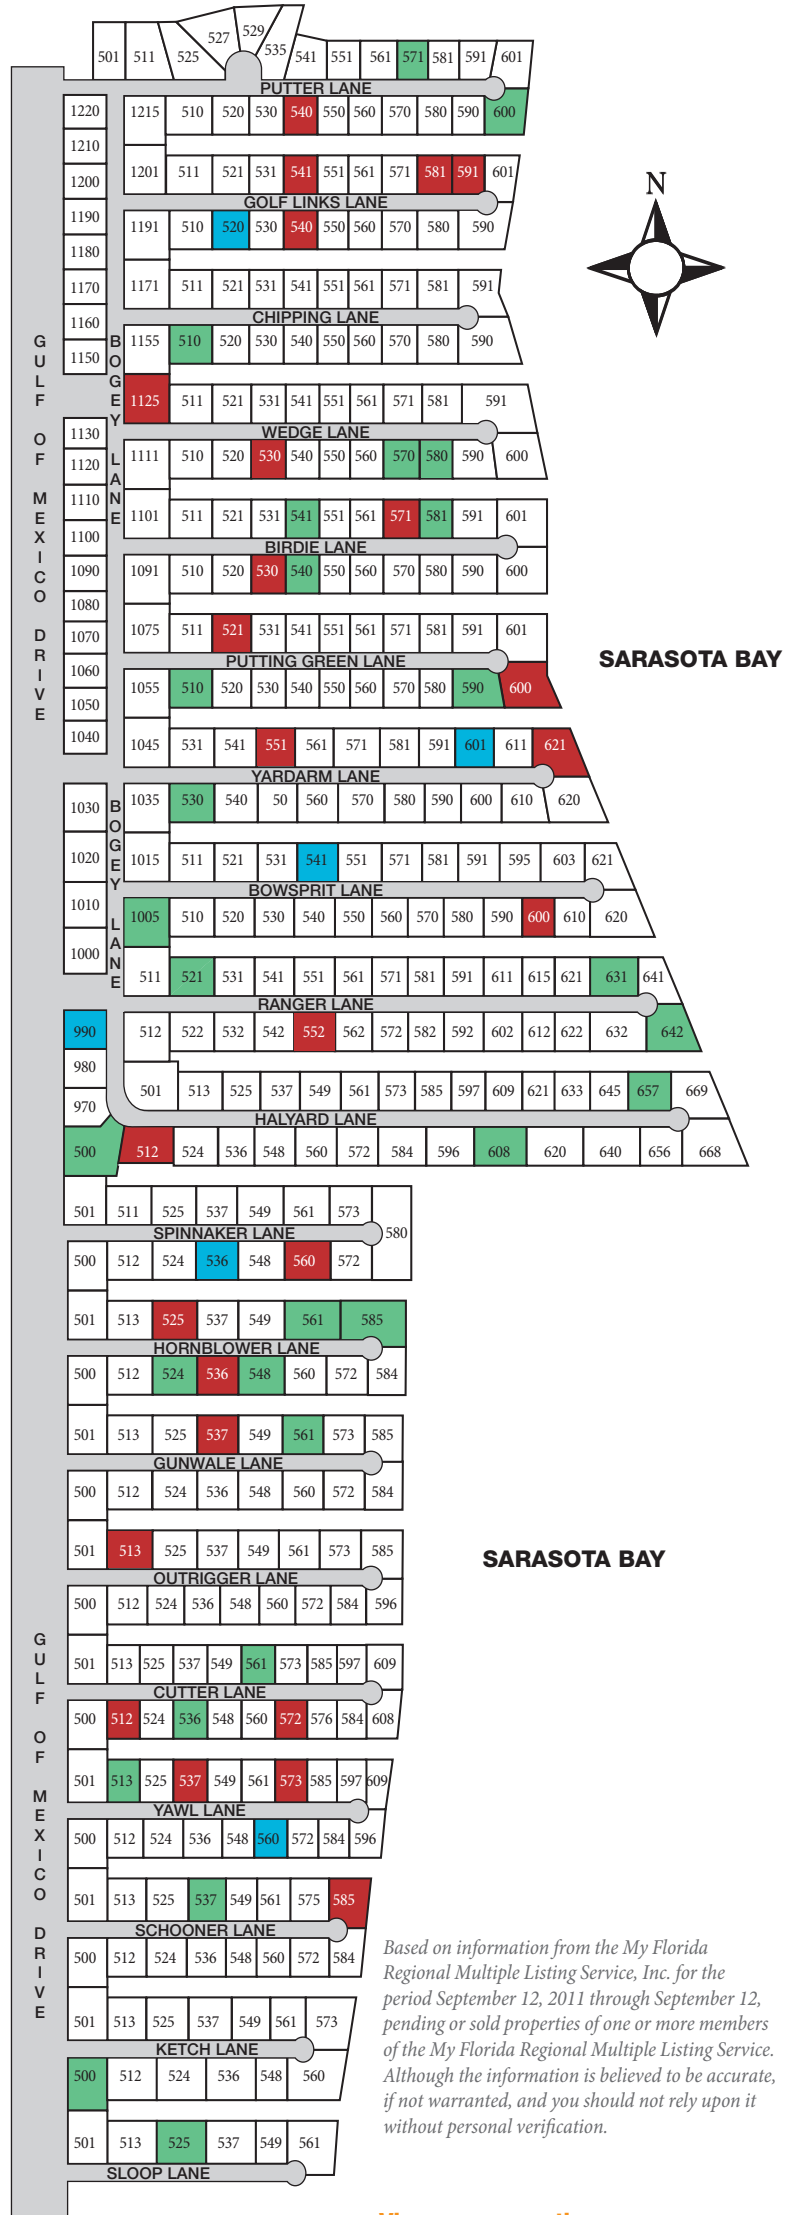 501 511 525 527 529 535 541 551 561 571 581 591 601
PUTTER LANE
1220 1215 510 520 530 540 550 560 570 580 590 600
1210
1200 1201 511 521 531 541 551 561 571 581 591 601
GOLF LINKS LANE
1190 1191 510 520 530 540 550 560 570 580 590
1180
1170 1171 511 521 531 541 551 561 571 581 591
CHIPPING LANE
1160
1150 1155 510 520 530 540 550 560 570 580 590
1125 511 521 531 541 551 561 571 581 591
WEDGE LANE
1130
1120 1111 510 520 530 540 550 560 570 580 590 600
1110
1100 1101 511 521 531 541 551 561 571 581 591 601
BIRDIE LANE
1090 1091 510 520 530 540 550 560 570 580 590 600
1080
1070 1075 511 521 531 541 551 561 571 581 591 601
PUTTING GREEN LANE
1060
1050 1055 510 520 530 540 550 560 570 580 590 600
1040 1045 531 541 551 561 571 581 591 601 611 621
YARDARM LANE
1030 1035 530 540 50 560 570 580 590 600 610 620
1020 1015 511 521 531 541 551 571 581 591 595 603 621
BOWSPRIT LANE
1010 1005 510 520 530 540 550 560 570 580 590 600 610 620
1000
511 521 531 541 551 561 571 581 591 611 615 621 631 641
RANGER LANE
990 512 522 532 542 552 562 572 582 592 602 612 622 632 642
980
970 501 513 525 537 549 561 573 585 597 609 621 633 645 657 669
HALYARD LANE
500 512 524 536 548 560 572 584 596 608 620 640 656 668
501 511 525 537 549 561 573 580
SPINNAKER LANE
500 512 524 536 548 560 572
501 513 525 537 549 561 585
HORNBLOWER LANE
500 512 524 536 548 560 572 584
501 513 525 537 549 561 573 585
GUNWALE LANE
500 512 524 536 548 560 572 584
501 513 525 537 549 561 573 585
OUTRIGGER LANE
500 512 524 536 548 560 572 584 596
501 513 525 537 549 561 573 585 597 609
CUTTER LANE
500 512 524 536 548 560 572 576 584 608
501 513 525 537 549 561 573 585 597 609
YAWL LANE
500 512 524 536 548 560 572 584 596
501 513 525 537 549 561 575 585
SCHOONER LANE
500 512 524 536 548 560 572 584
501 513 525 537 549 561 573
KETCH LANE
500 512 524 536 548 560
501 513 525 537 549 561
SLOOP LANE
GULF OF MEXICO DRIVE
BOGEY LANE
BOGEY LANE
GULF OF MEXICO DRIVE
N
SARASOTA BAY
SARASOTA BAY
Based on information from the My Florida
Regional Multiple Listing Service, Inc. for the
period September 12, 2011 through September 12,
pending or sold properties of one or more members
of the My Florida Regional Multiple Listing Service.
Although the information is believed to be accurate,
if not warranted, and you should not rely upon it
without personal verification.